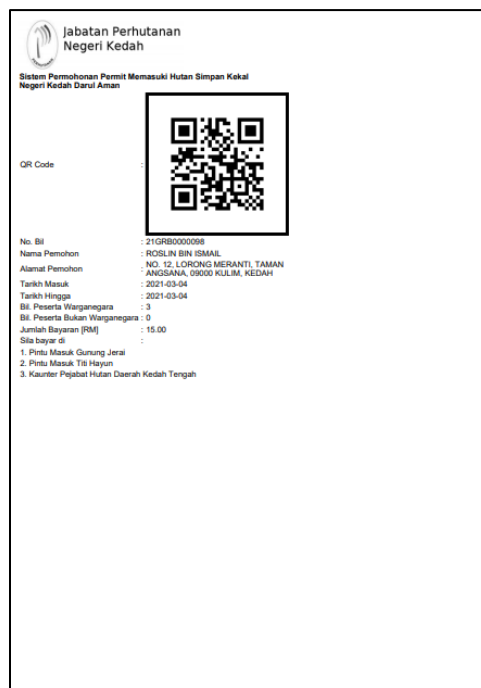 Jabatan Perhutanan
Negeri Kedah
Sistem Permohonan Permit Memasuki Hutan Simpan Kekal
Negeri Kedah Darul Aman
QR Code :
No. Bil : 21GRB0000098
Nama Pemohon : ROSLIN BIN ISMAIL
Alamat Pemohon : NO. 12, LORONG MERANTI, TAMAN
ANGSANA, 09000 KULIM, KEDAH
Tarikh Masuk : 2021-03-04
Tarikh Hingga : 2021-03-04
Bil. Peserta Warganegara : 3
Bil. Peserta Bukan Warganegara : 0
Jumlah Bayaran [RM] : 15.00
Sila bayar di :
1. Pintu Masuk Gunung Jerai
2. Pintu Masuk Titi Hayun
3. Kaunter Pejabat Hutan Daerah Kedah Tengah